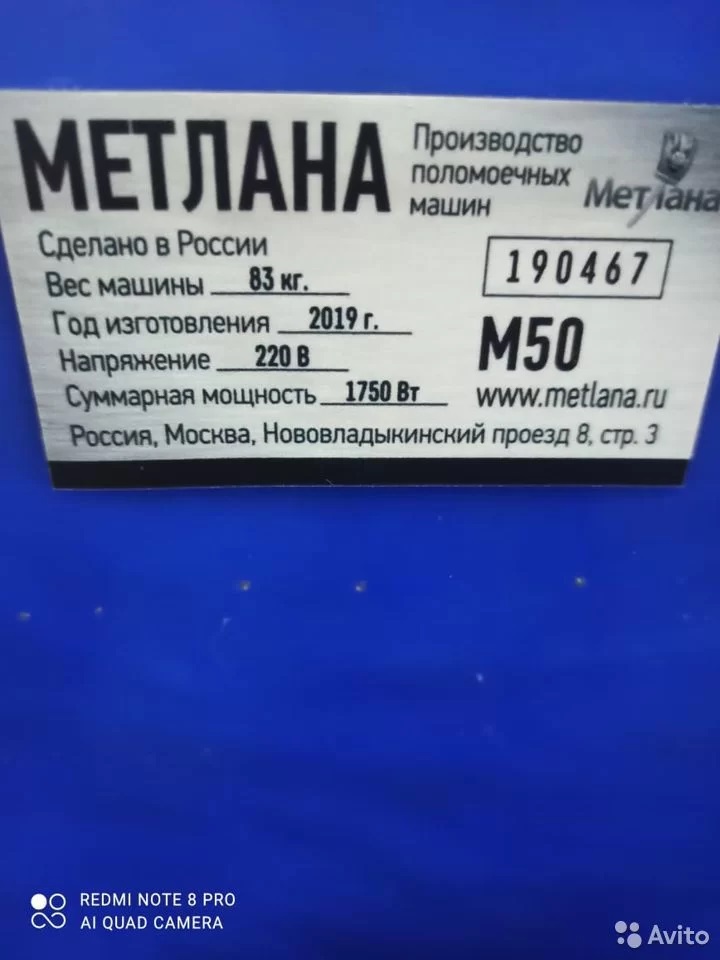 МЕТЛАНА
Производство
поломоечных
машин
Метлана
Сделано в России
Вес машины 83 кг.
190467
Год изготовления 2019 г.
М50
Напряжение 220 В
Суммарная мощность 1750 Вт
www.metlana.ru
Россия, Москва, Нововладыкинский проезд 8, стр. 3
REDMI NOTE 8 PRO
AI QUAD CAMERA
Avito